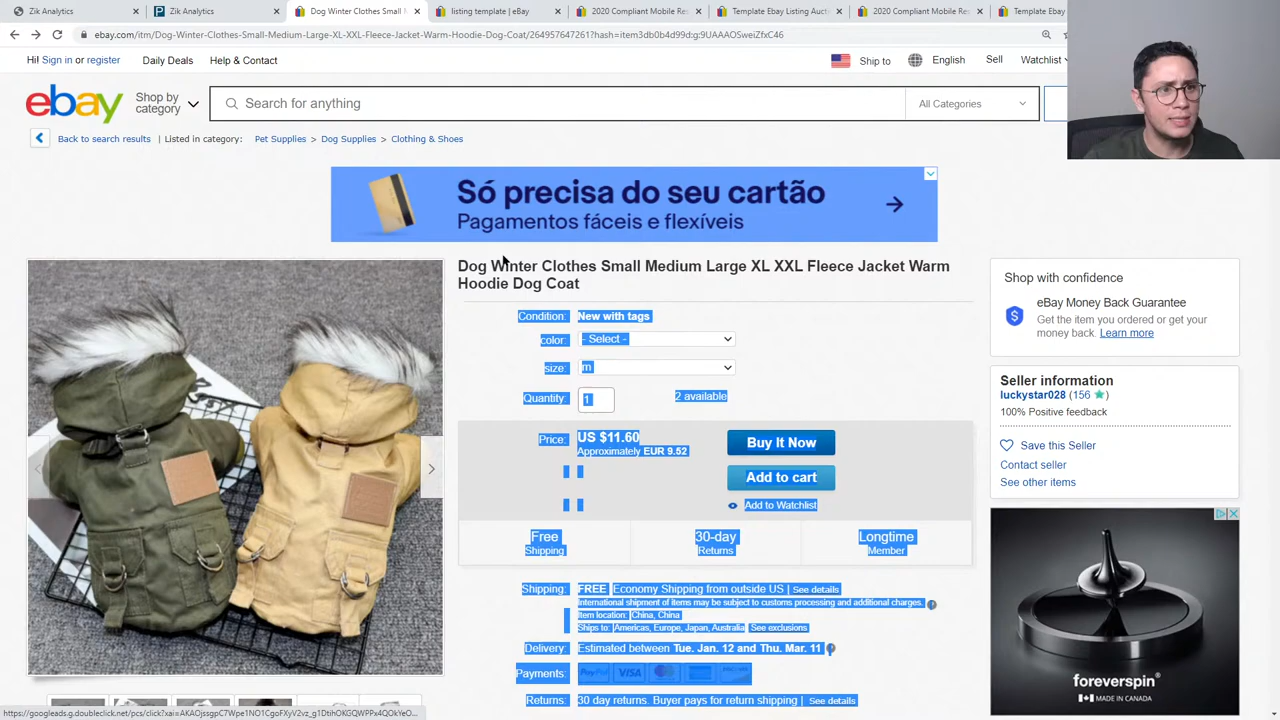 Zik Analytics
Zik Analytics
Dog Winter Clothes Small M
listing template | eBay
2020 Compliant Mobile Res
Template Ebay Listing Auct
2020 Compliant Mobile Res
Template Ebay
ebay.com/itm/Dog-Winter-Clothes-Small-Medium-Large-XL-XXL-Fleece-Jacket-Warm-Hoodie-Dog-Coat/264957647261?hash=item3db0b4d99d:g:9UAAAOSweiZfxC46
Hi! Sign in or register
Daily Deals
Help & Contact
Ship to
English
Sell
Watchlist
ebay
Shop by
category
Search for anything
All Categories
Back to search results
Listed in category:
Pet Supplies
Dog Supplies
Clothing & Shoes
Só precisa do seu cartão
Pagamentos fáceis e flexíveis
Dog Winter Clothes Small Medium Large XL XXL Fleece Jacket Warm
Hoodie Dog Coat
Condition: New with tags
color: - Select -
size: m
Quantity: 1 2 available
Price: US $11.60
Approximately EUR 9.52
Buy It Now
Add to cart
Add to Watchlist
Free
Shipping
30-day
Returns
Longtime
Member
Shipping: FREE Economy Shipping from outside US | See details
International shipment of items may be subject to customs processing and additional charges.
Item location: China, China
Ships to: Americas, Europe, Japan, Australia See exclusions
Delivery: Estimated between Tue. Jan. 12 and Thu. Mar. 11
Payments: PayPal VISA
Returns: 30 day returns. Buyer pays for return shipping | See details
Shop with confidence
eBay Money Back Guarantee
Get the item you ordered or get your
money back. Learn more
Seller information
luckystar028 (156)
100% Positive feedback
Save this Seller
Contact seller
See other items
foreverspin
MADE IN CANADA